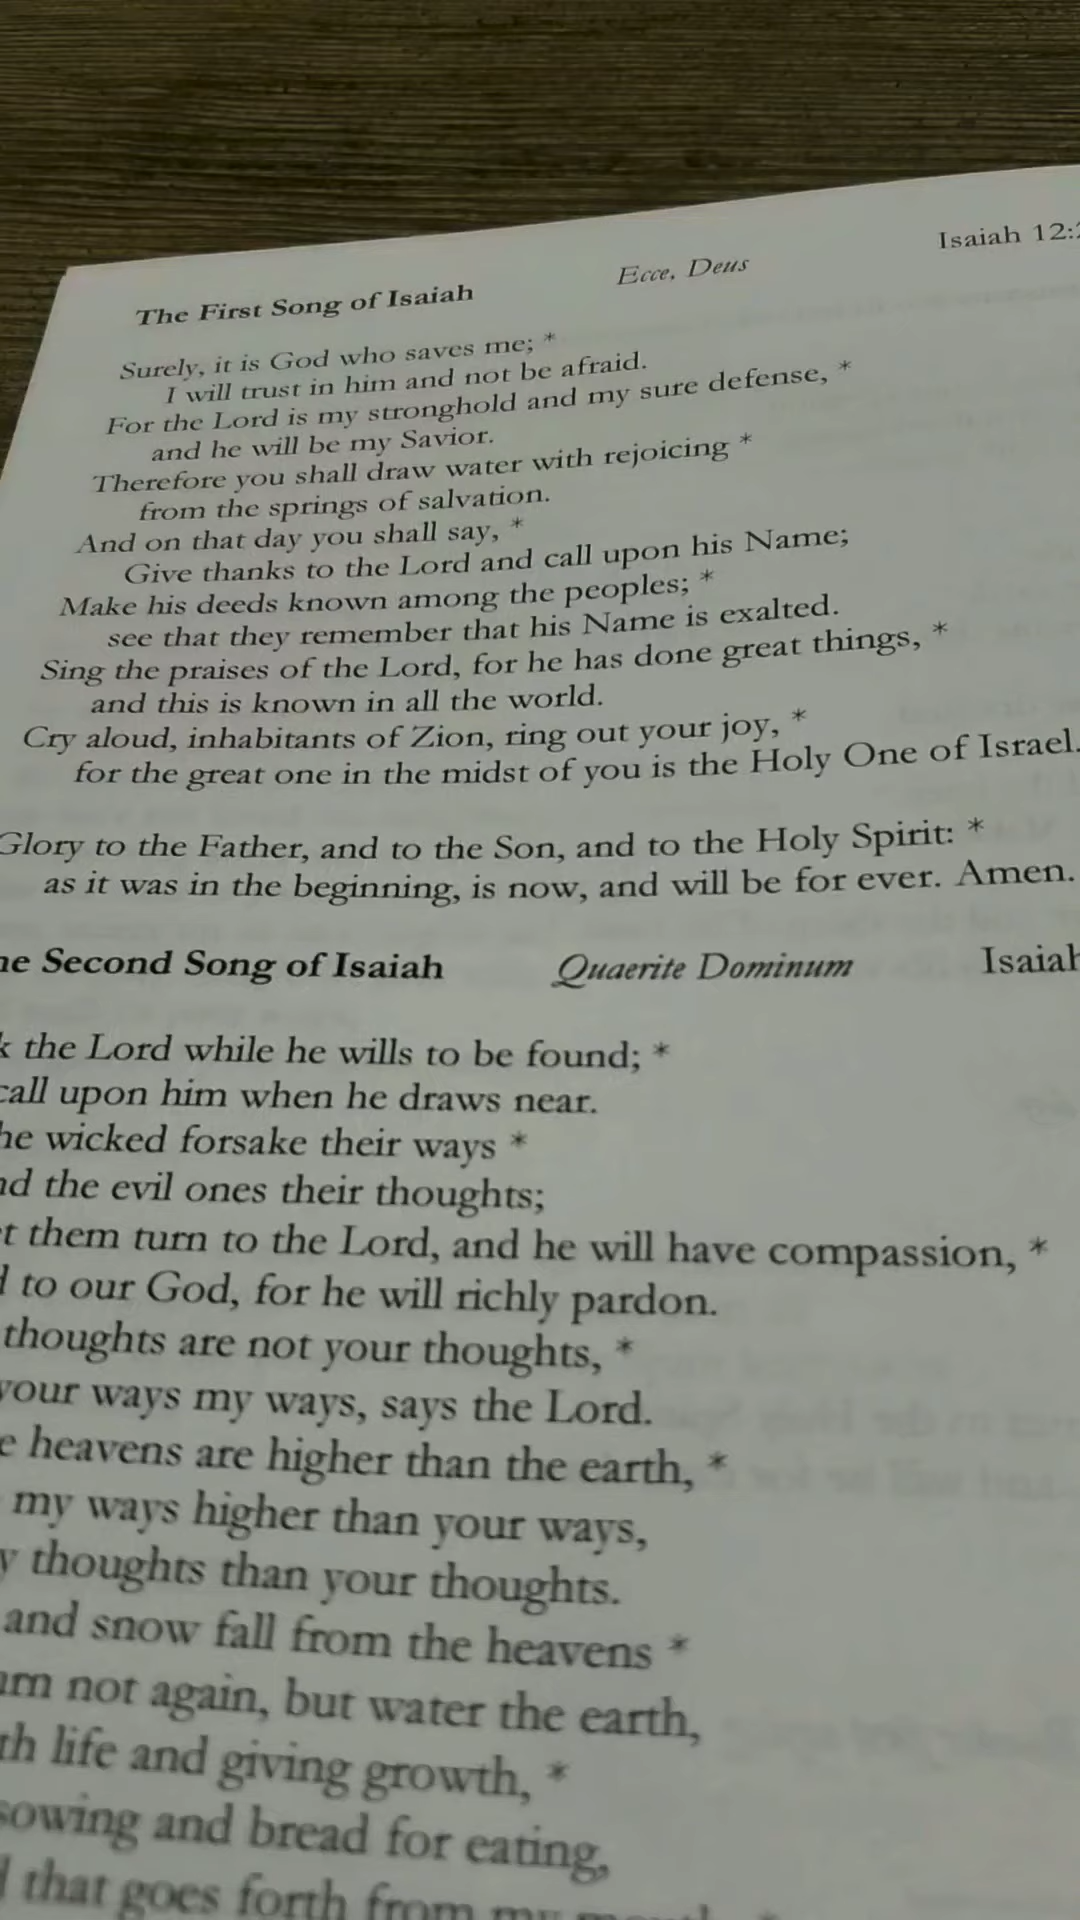 The First Song of Isaiah Ecce, Deus Isaiah 12:
Surely, it is God who saves me; *
I will trust in him and not be afraid.
For the Lord is my stronghold and my sure defense, *
and he will be my Savior.
Therefore you shall draw water with rejoicing *
from the springs of salvation.
And on that day you shall say, *
Give thanks to the Lord and call upon his Name;
Make his deeds known among the peoples; *
see that they remember that his Name is exalted.
Sing the praises of the Lord, for he has done great things, *
and this is known in all the world.
Cry aloud, inhabitants of Zion, ring out your joy, *
for the great one in the midst of you is the Holy One of Israel.
Glory to the Father, and to the Son, and to the Holy Spirit: *
as it was in the beginning, is now, and will be for ever. Amen.
Second Song of Isaiah Quaerite Dominum Isaiah
the Lord while he wills to be found; *
call upon him when he draws near.
wicked forsake their ways *
the evil ones their thoughts;
them turn to the Lord, and he will have compassion, *
to our God, for he will richly pardon.
thoughts are not your thoughts, *
your ways my ways, says the Lord.
heavens are higher than the earth, *
my ways higher than your ways,
thoughts than your thoughts.
and snow fall from the heavens *
not again, but water the earth,
life and giving growth, *
sowing and bread for eating,
that goes forth from my